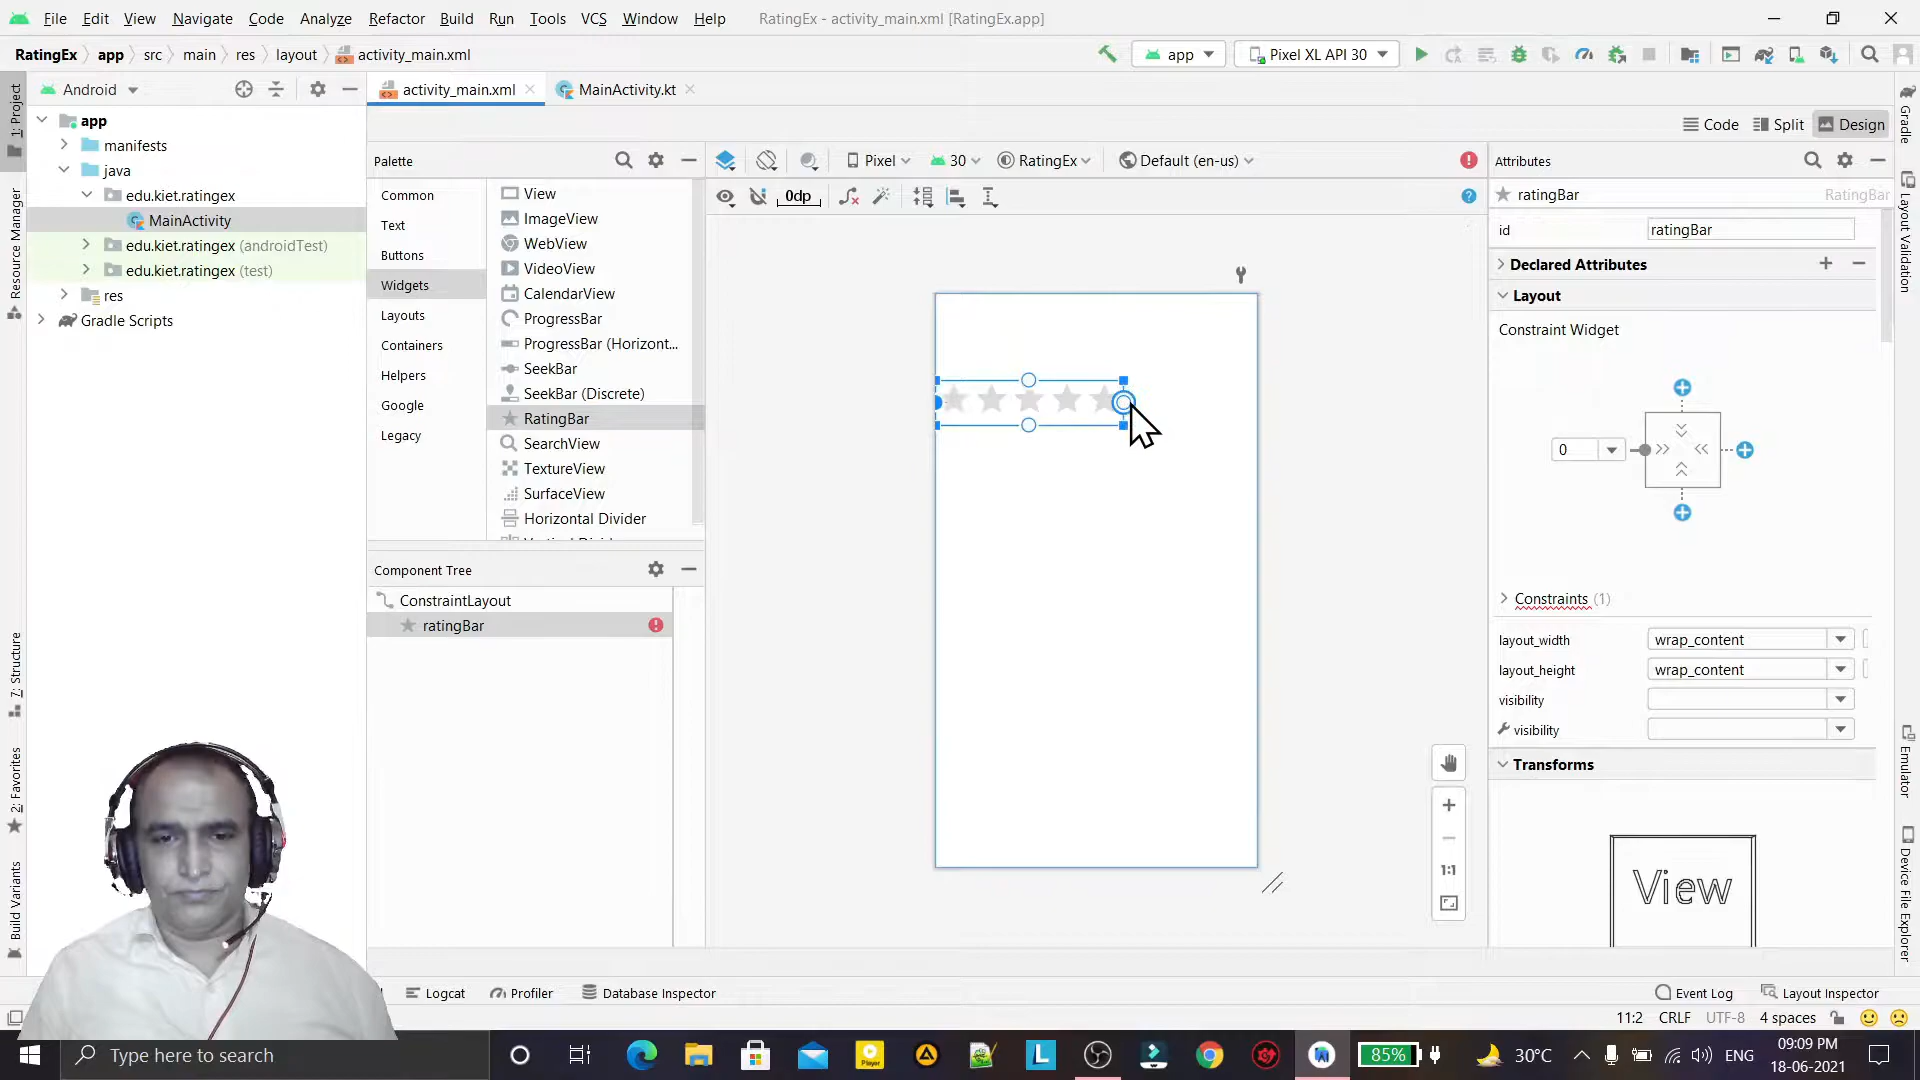 File Edit View Navigate Code Analyze Refactor Build Run Tools VCS Window Help RatingEx - activity_main.xml [RatingEx.app]
RatingEx app src main res layout activity_main.xml app Pixel XL API 30
Android activity_main.xml MainActivity.kt
Code Split Design
1: Project
Resource Manager
7: Structure
2: Favorites
Build Variants
app
manifests
java
edu.kiet.ratingex
MainActivity
edu.kiet.ratingex (androidTest)
edu.kiet.ratingex (test)
res
Gradle Scripts
Palette
Common
Text
Buttons
Widgets
Layouts
Containers
Helpers
Google
Legacy
View
ImageView
WebView
VideoView
CalendarView
ProgressBar
ProgressBar (Horizont...
SeekBar
SeekBar (Discrete)
RatingBar
SearchView
TextureView
SurfaceView
Horizontal Divider
Component Tree
ConstraintLayout
ratingBar
Pixel 30 RatingEx Default (en-us)
0dp
1:1
Attributes
ratingBar RatingBar
id ratingBar
Declared Attributes
Layout
Constraint Widget
0
Constraints (1)
layout_width wrap_content
layout_height wrap_content
visibility
visibility
Transforms
View
Gradle
Layout Validation
Emulator
Device File Explorer
Logcat Profiler Database Inspector Event Log Layout Inspector
11:2 CRLF UTF-8 4 spaces
Type here to search
Player
L
85% 30°C ENG
09:09 PM
18-06-2021